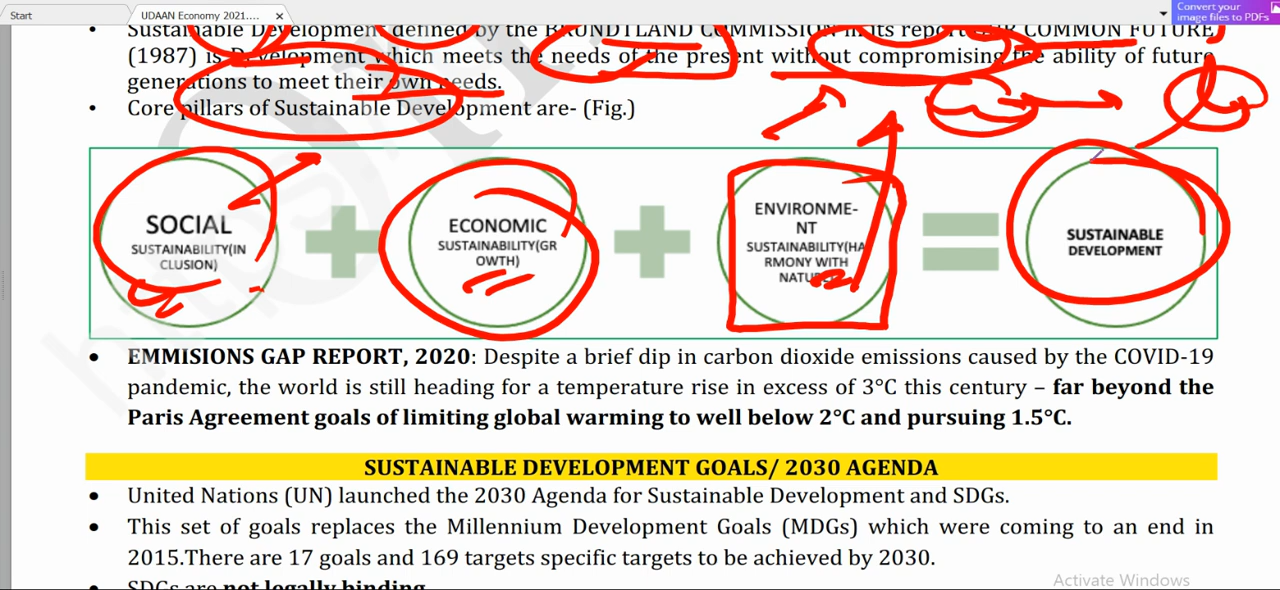 Start
UDAAN Economy 2021....
Convert your
image files to PDFs
• Sustainable Development defined by the BRUNDTLAND COMMISSION in its report COMMON FUTURE
(1987) is Development which meets the needs of the present without compromising the ability of future
generations to meet their own needs.
• Core pillars of Sustainable Development are- (Fig.)
SOCIAL
SUSTAINABILITY(IN
CLUSION)
ECONOMIC
SUSTAINABILITY(GR
OWTH)
ENVIRONME-
NT
SUSTAINABILITY(HA
RMONY WITH
NATURE)
SUSTAINABLE
DEVELOPMENT
• EMMISIONS GAP REPORT, 2020: Despite a brief dip in carbon dioxide emissions caused by the COVID-19
pandemic, the world is still heading for a temperature rise in excess of 3°C this century – far beyond the
Paris Agreement goals of limiting global warming to well below 2°C and pursuing 1.5°C.
SUSTAINABLE DEVELOPMENT GOALS/ 2030 AGENDA
• United Nations (UN) launched the 2030 Agenda for Sustainable Development and SDGs.
• This set of goals replaces the Millennium Development Goals (MDGs) which were coming to an end in
2015.There are 17 goals and 169 targets specific targets to be achieved by 2030.
• SDGs are not legally binding.
Activate Windows